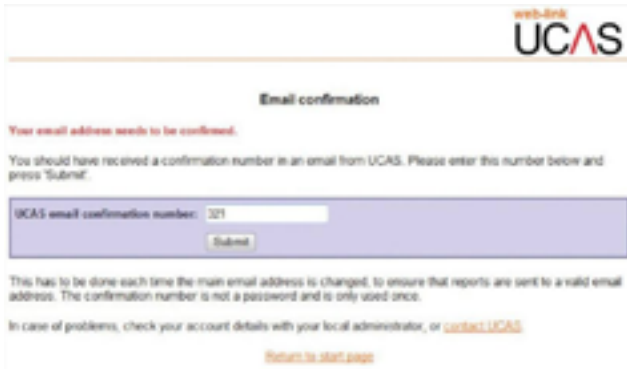 web-link
UCAS
Email confirmation
Your email address needs to be confirmed.
You should have received a confirmation number in an email from UCAS. Please enter this number below and
press 'Submit'.
UCAS email confirmation number: 321
Submit
This has to be done each time the main email address is changed, to ensure that reports are sent to a valid email
address. The confirmation number is not a password and is only used once.
In case of problems, check your account details with your local administrator, or contact UCAS.
Return to start page